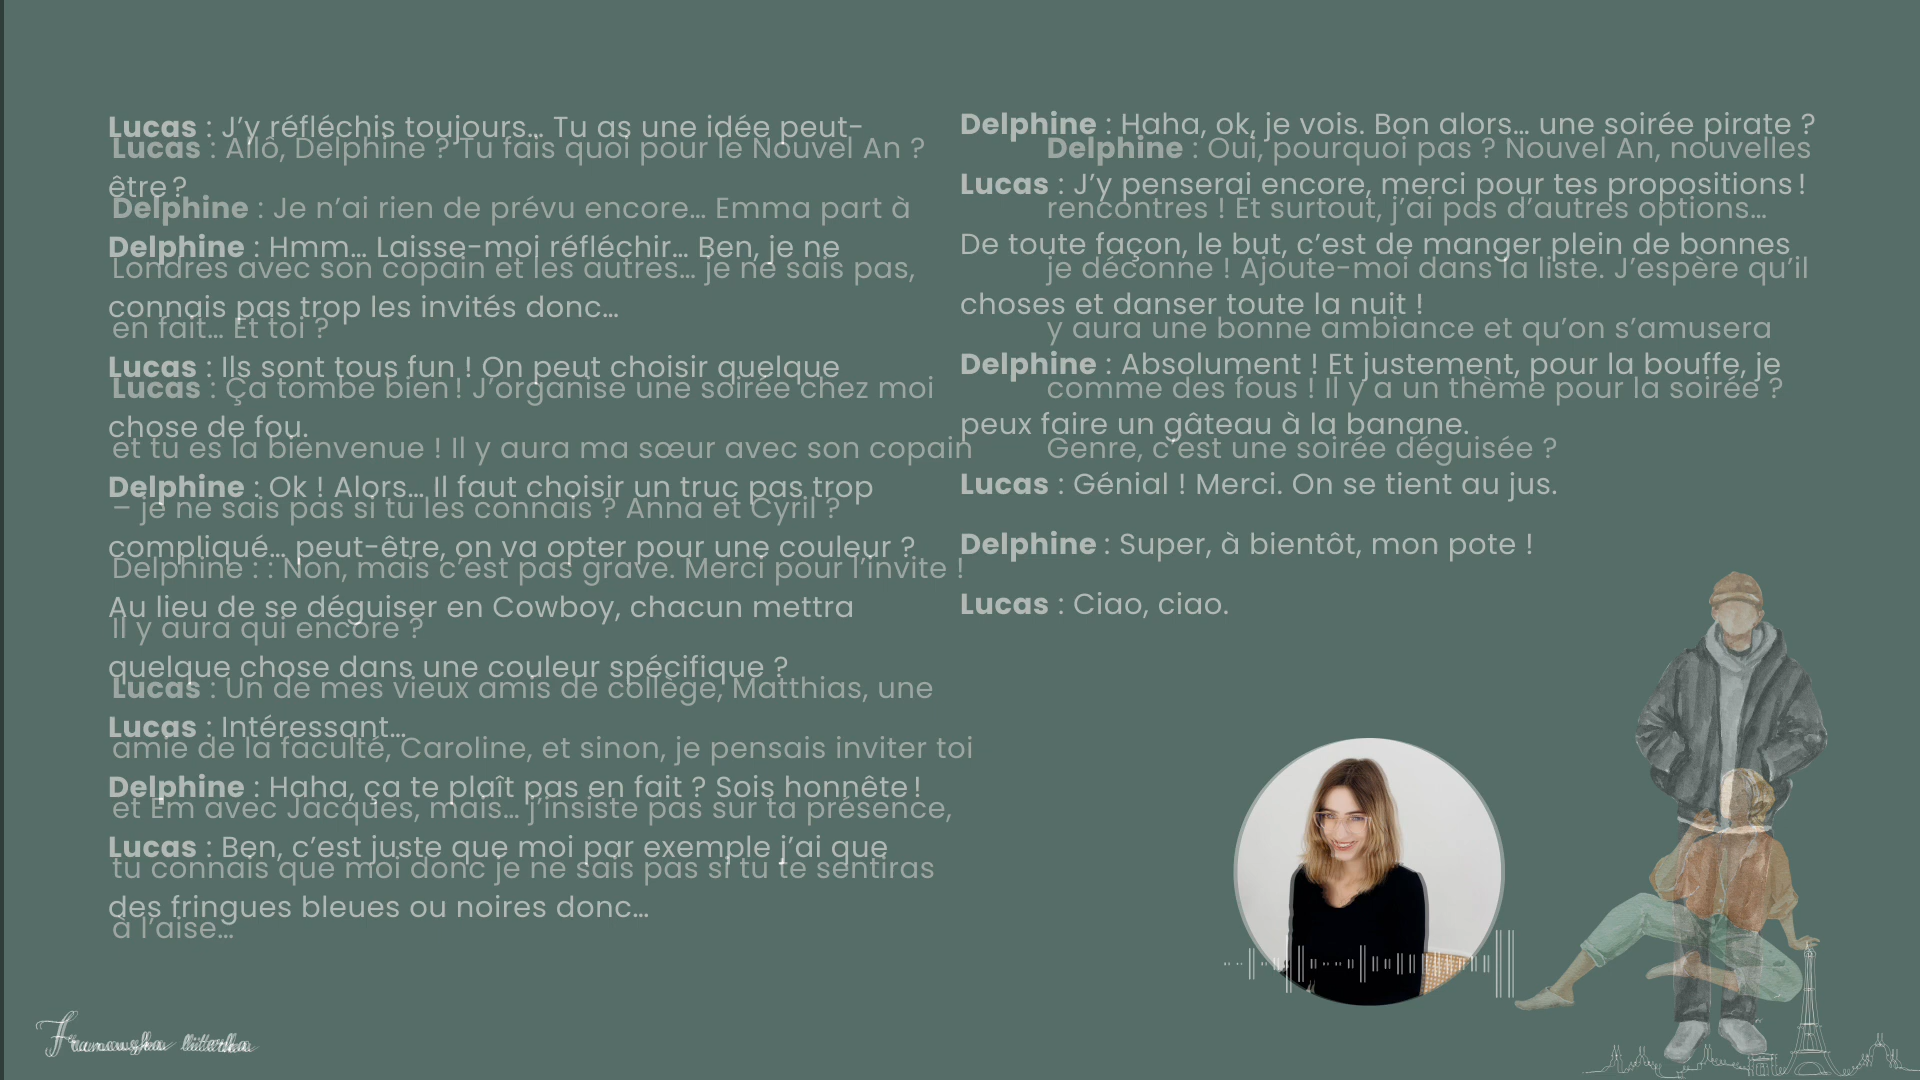 Lucas : Allô, Delphine ? Tu fais quoi pour le Nouvel An ?
Delphine : Je n’ai rien de prévu encore… Emma part à
Londres avec son copain et les autres… je ne sais pas,
en fait… Et toi ?
Lucas : Ça tombe bien ! J’organise une soirée chez moi
et tu es la bienvenue ! Il y aura ma sœur avec son copain
– je ne sais pas si tu les connais ? Anna et Cyril ?
Delphine : : Non, mais c’est pas grave. Merci pour l’invite !
Il y aura qui encore ?
Lucas : Un de mes vieux amis de collège, Matthias, une
amie de la faculté, Caroline, et sinon, je pensais inviter toi
et Em avec Jacques, mais… j’insiste pas sur ta présence,
tu connais que moi donc je ne sais pas si tu te sentiras
à l’aise…
Delphine : Oui, pourquoi pas ? Nouvel An, nouvelles
rencontres ! Et surtout, j’ai pas d’autres options…
je déconne ! Ajoute-moi dans la liste. J’espère qu’il
y aura une bonne ambiance et qu’on s’amusera
comme des fous ! Il y a un thème pour la soirée ?
Genre, c’est une soirée déguisée ?
Lucas : J’y réfléchis toujours… Tu as une idée peut-
être ?
Delphine : Hmm… Laisse-moi réfléchir… Ben, je ne
connais pas trop les invités donc…
Lucas : Ils sont tous fun ! On peut choisir quelque
chose de fou.
Delphine : Ok ! Alors… Il faut choisir un truc pas trop
compliqué… peut-être, on va opter pour une couleur ?
Au lieu de se déguiser en Cowboy, chacun mettra
quelque chose dans une couleur spécifique ?
Lucas : Intéressant…
Delphine : Haha, ça te plaît pas en fait ? Sois honnête !
Lucas : Ben, c’est juste que moi par exemple j’ai que
des fringues bleues ou noires donc…
Delphine : Haha, ok, je vois. Bon alors… une soirée pirate ?
Lucas : J’y penserai encore, merci pour tes propositions !
De toute façon, le but, c’est de manger plein de bonnes
choses et danser toute la nuit !
Delphine : Absolument ! Et justement, pour la bouffe, je
peux faire un gâteau à la banane.
Lucas : Génial ! Merci. On se tient au jus.
Delphine : Super, à bientôt, mon pote !
Lucas : Ciao, ciao.